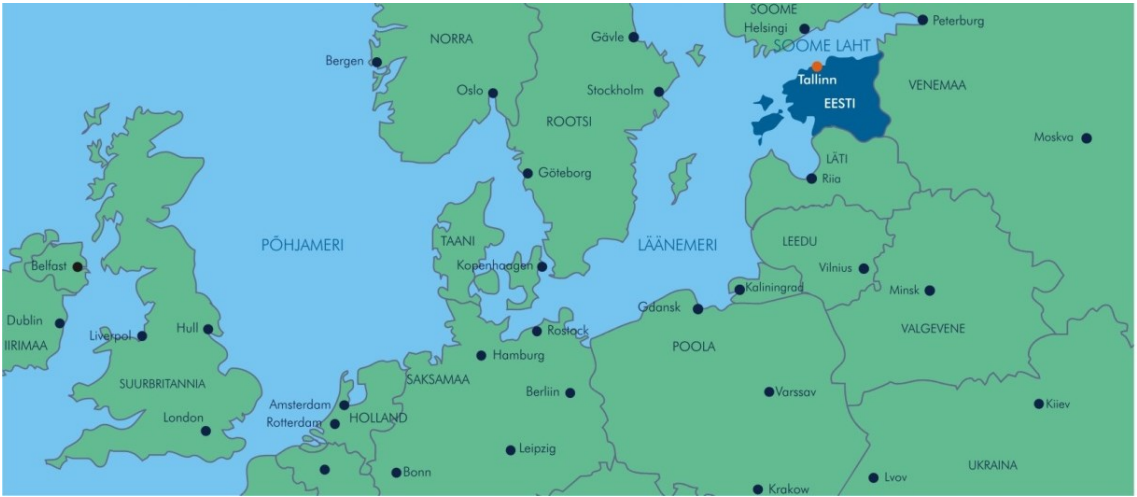 SOOME
Helsingi
Peterburg
Gävle
NORRA
SOOME LAHT
Bergen
Tallinn
VENEMAA
Oslo
Stockholm
EESTI
ROOTSI
Moskva
LÄTI
Göteborg
Riia
PÕHJAMERI
TAANI
LÄÄNEMERI
LEEDU
Belfast
Kopenhaagen
Vilnius
Kaliningrad
Minsk
Gdansk
Dublin
Hull
Rostock
VALGEVENE
Liverpol
IIRIMAA
POOLA
Hamburg
SUURBRITANNIA
SAKSAMAA
Berliin
Varssav
Amsterdam
Kiiev
London
Rotterdam
HOLLAND
Leipzig
UKRAINA
Bonn
Lvov
Krakow